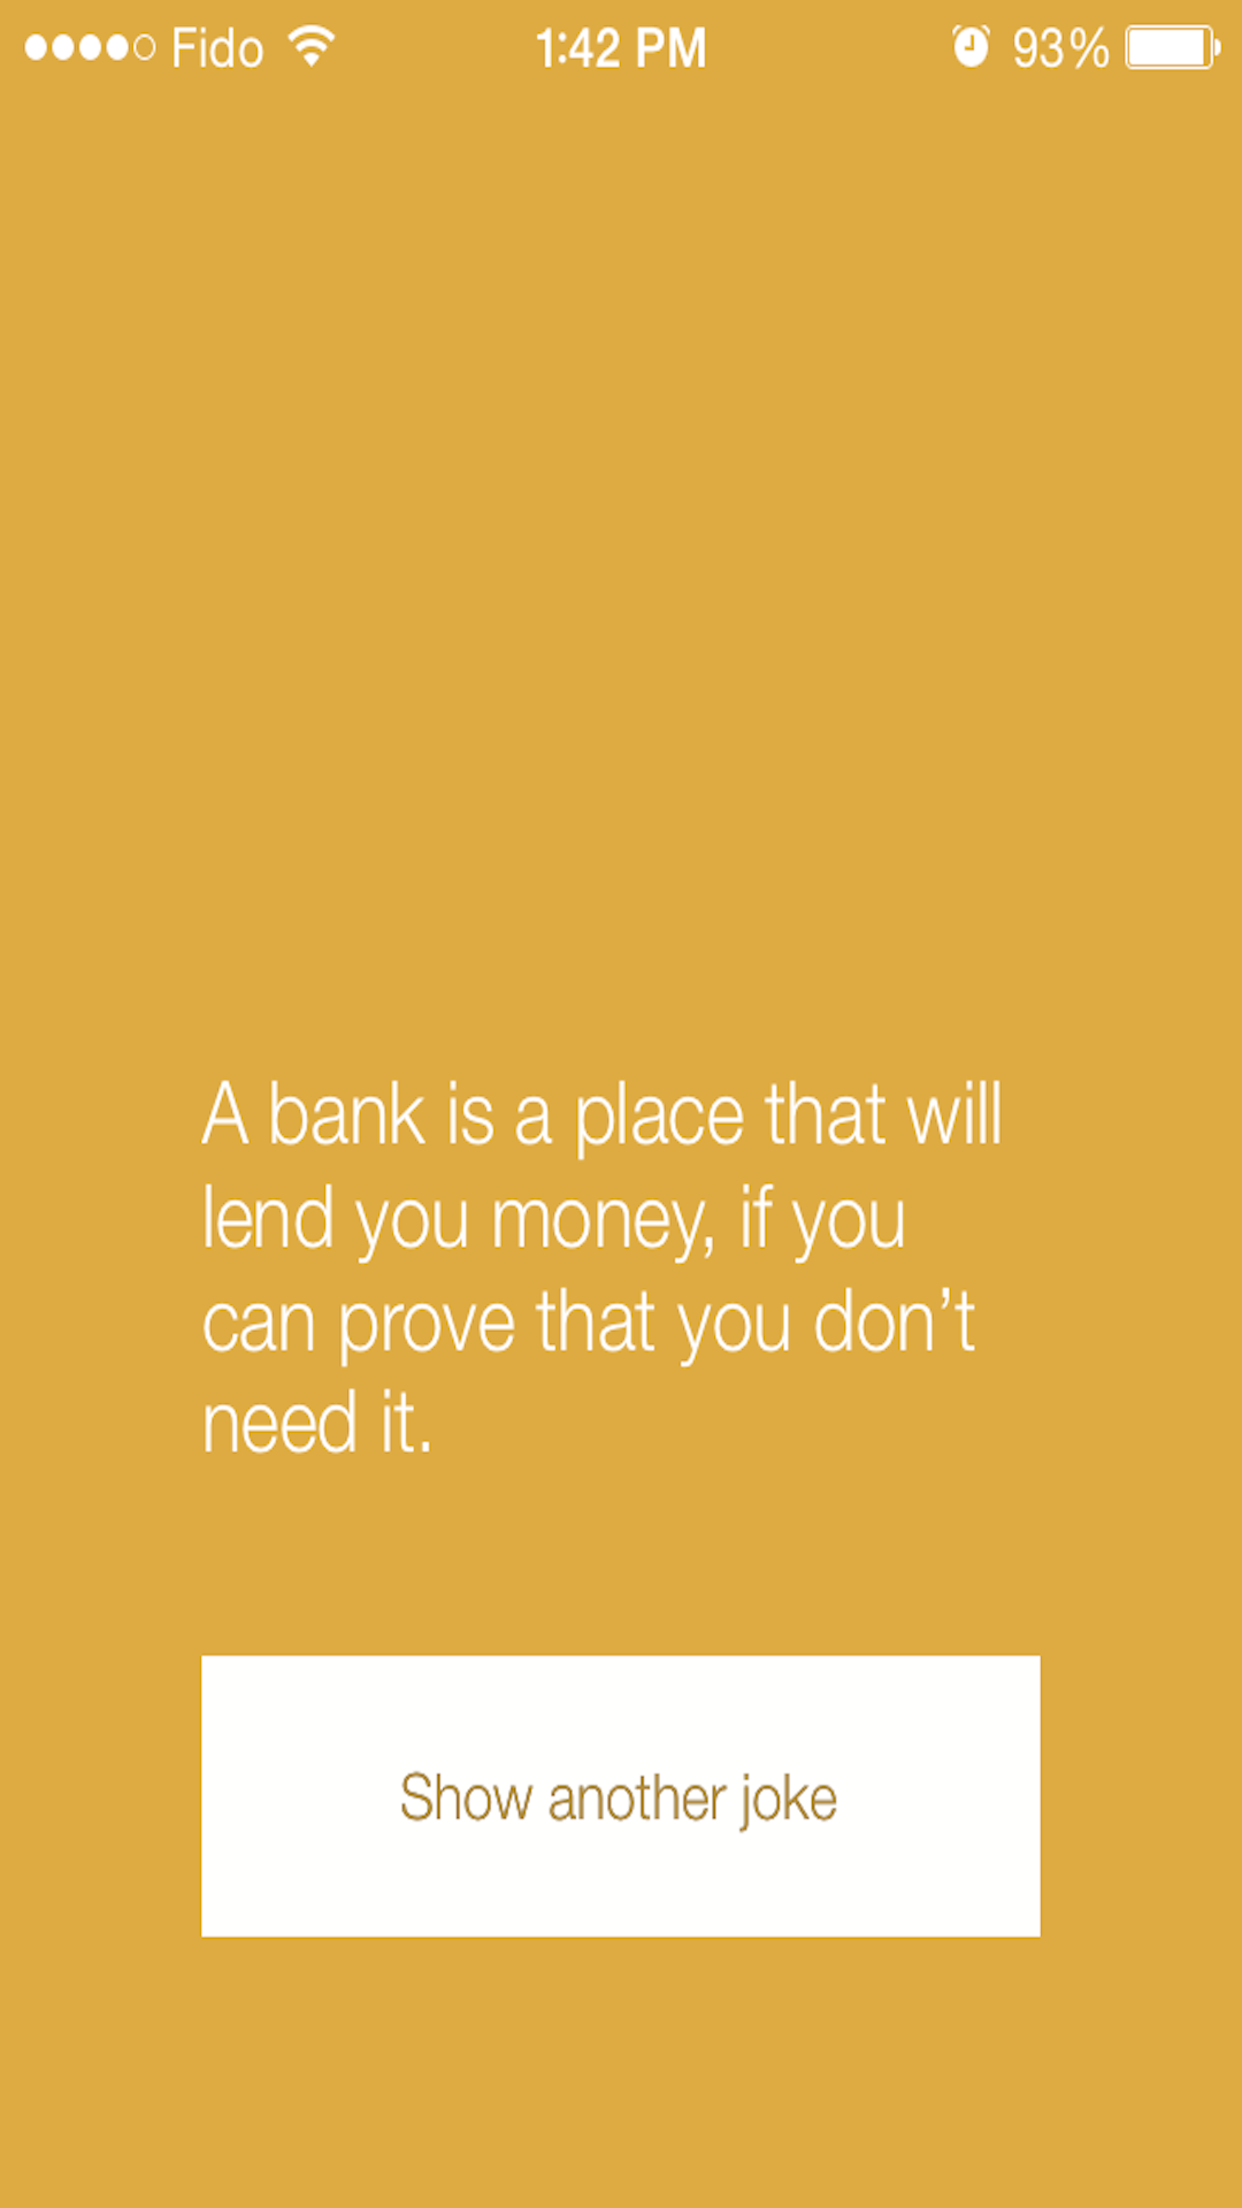 Fido 1:42 PM 93%
A bank is a place that will
lend you money, if you
can prove that you don’t
need it.
Show another joke